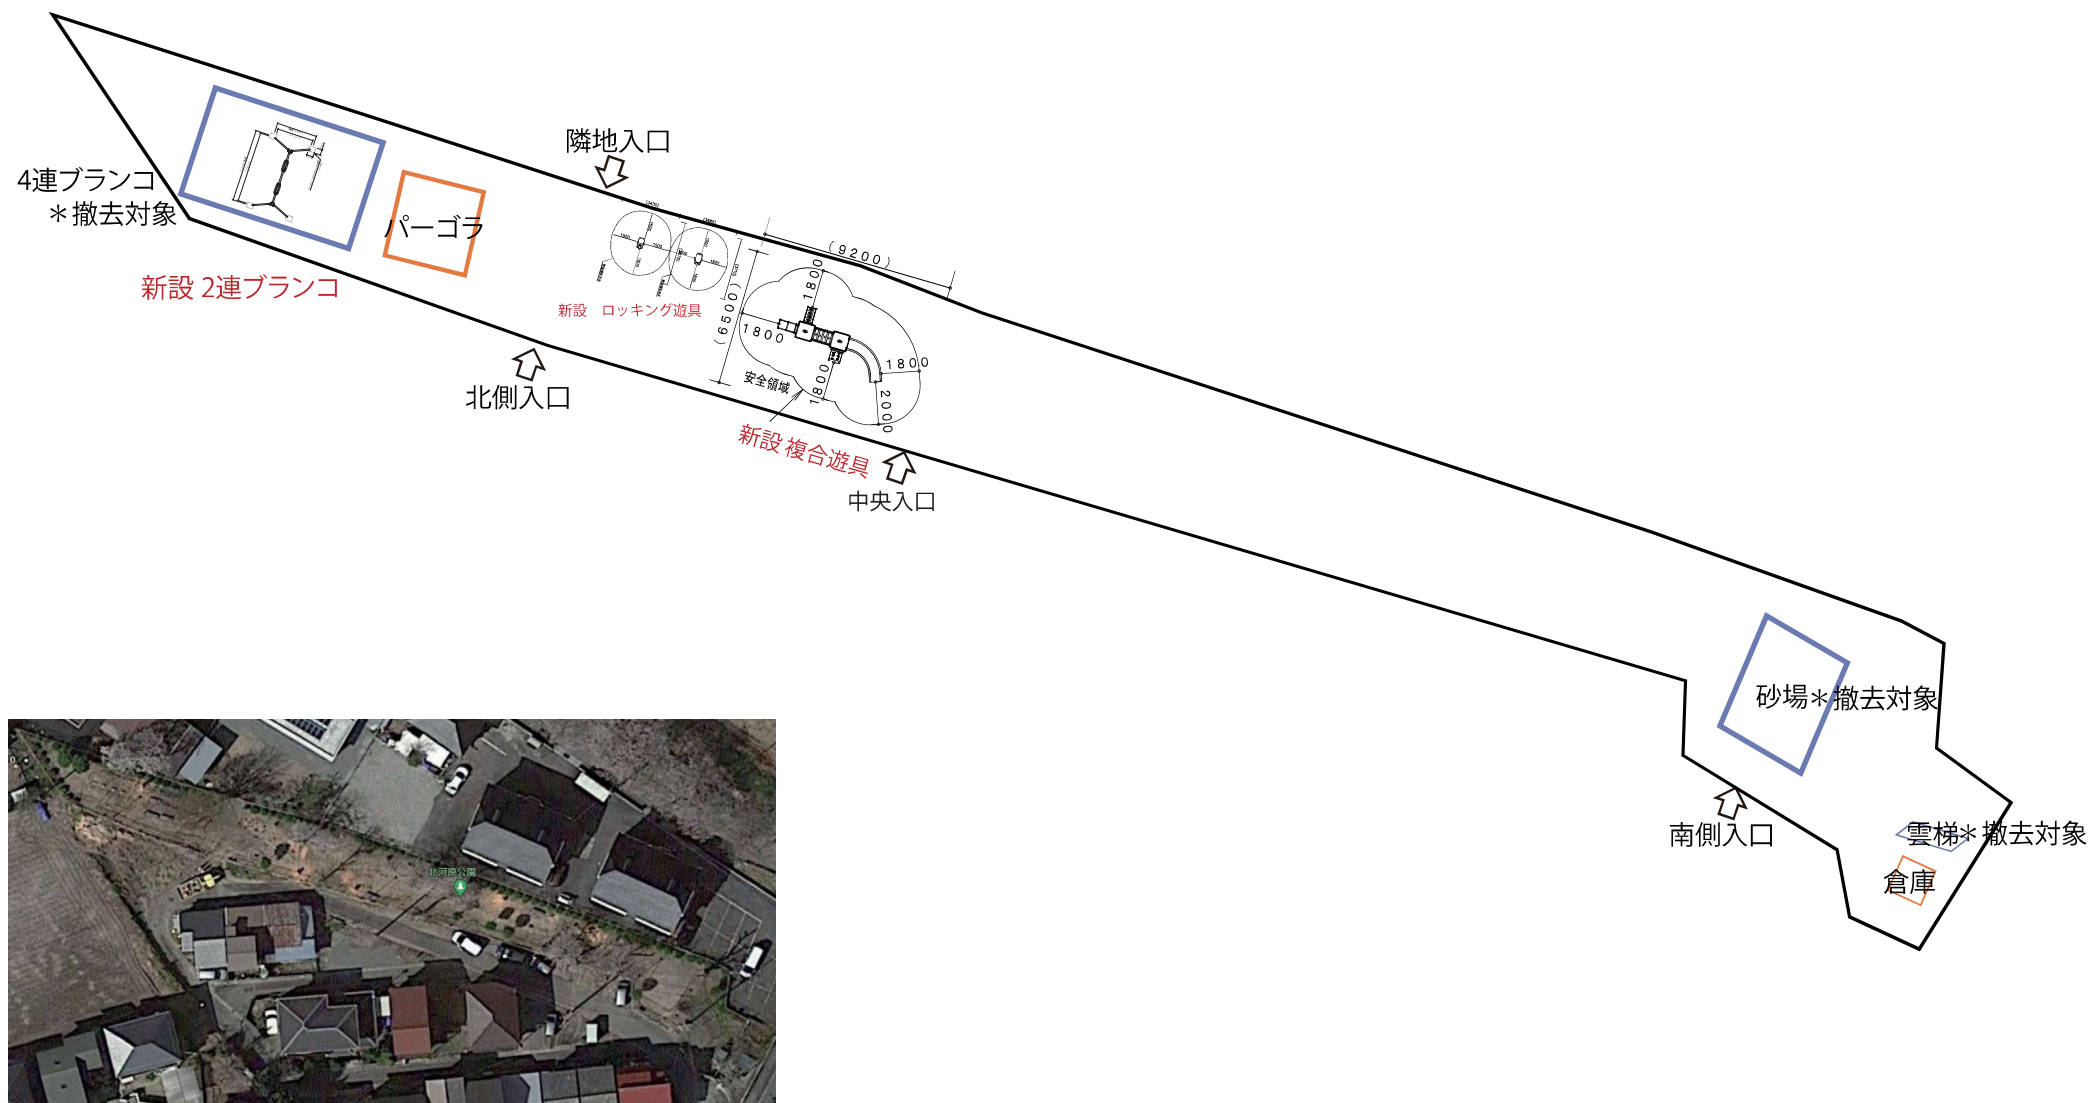 隣地入口
4連ブランコ
＊撤去対象
パーゴラ
新設 2連ブランコ
(9200)
1800
(6500)
1800
1800
1800
2000
安全領域
新設　ロッキング遊具
北側入口
新設 複合遊具
中央入口
砂場＊撤去対象
南側入口
雲梯＊撤去対象
倉庫
北河原公園